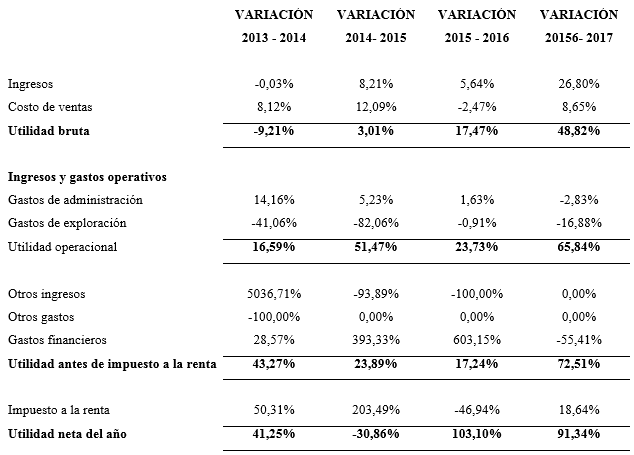 VARIACIÓN VARIACIÓN VARIACIÓN VARIACIÓN
2013 - 2014 2014- 2015 2015 - 2016 20156- 2017
Ingresos -0,03% 8,21% 5,64% 26,80%
Costo de ventas 8,12% 12,09% -2,47% 8,65%
Utilidad bruta -9,21% 3,01% 17,47% 48,82%
Ingresos y gastos operativos
Gastos de administración 14,16% 5,23% 1,63% -2,83%
Gastos de exploración -41,06% -82,06% -0,91% -16,88%
Utilidad operacional 16,59% 51,47% 23,73% 65,84%
Otros ingresos 5036,71% -93,89% -100,00% 0,00%
Otros gastos -100,00% 0,00% 0,00% 0,00%
Gastos financieros 28,57% 393,33% 603,15% -55,41%
Utilidad antes de impuesto a la renta 43,27% 23,89% 17,24% 72,51%
Impuesto a la renta 50,31% 203,49% -46,94% 18,64%
Utilidad neta del año 41,25% -30,86% 103,10% 91,34%